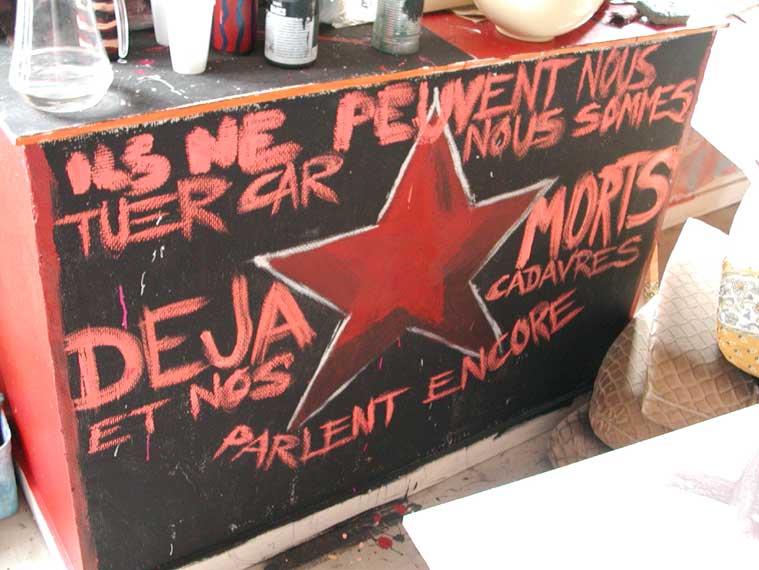 ILS NE PEUVENT NOUS
TUER CAR NOUS SOMMES
DEJA MORTS
ET NOS CADAVRES
PARLENT ENCORE